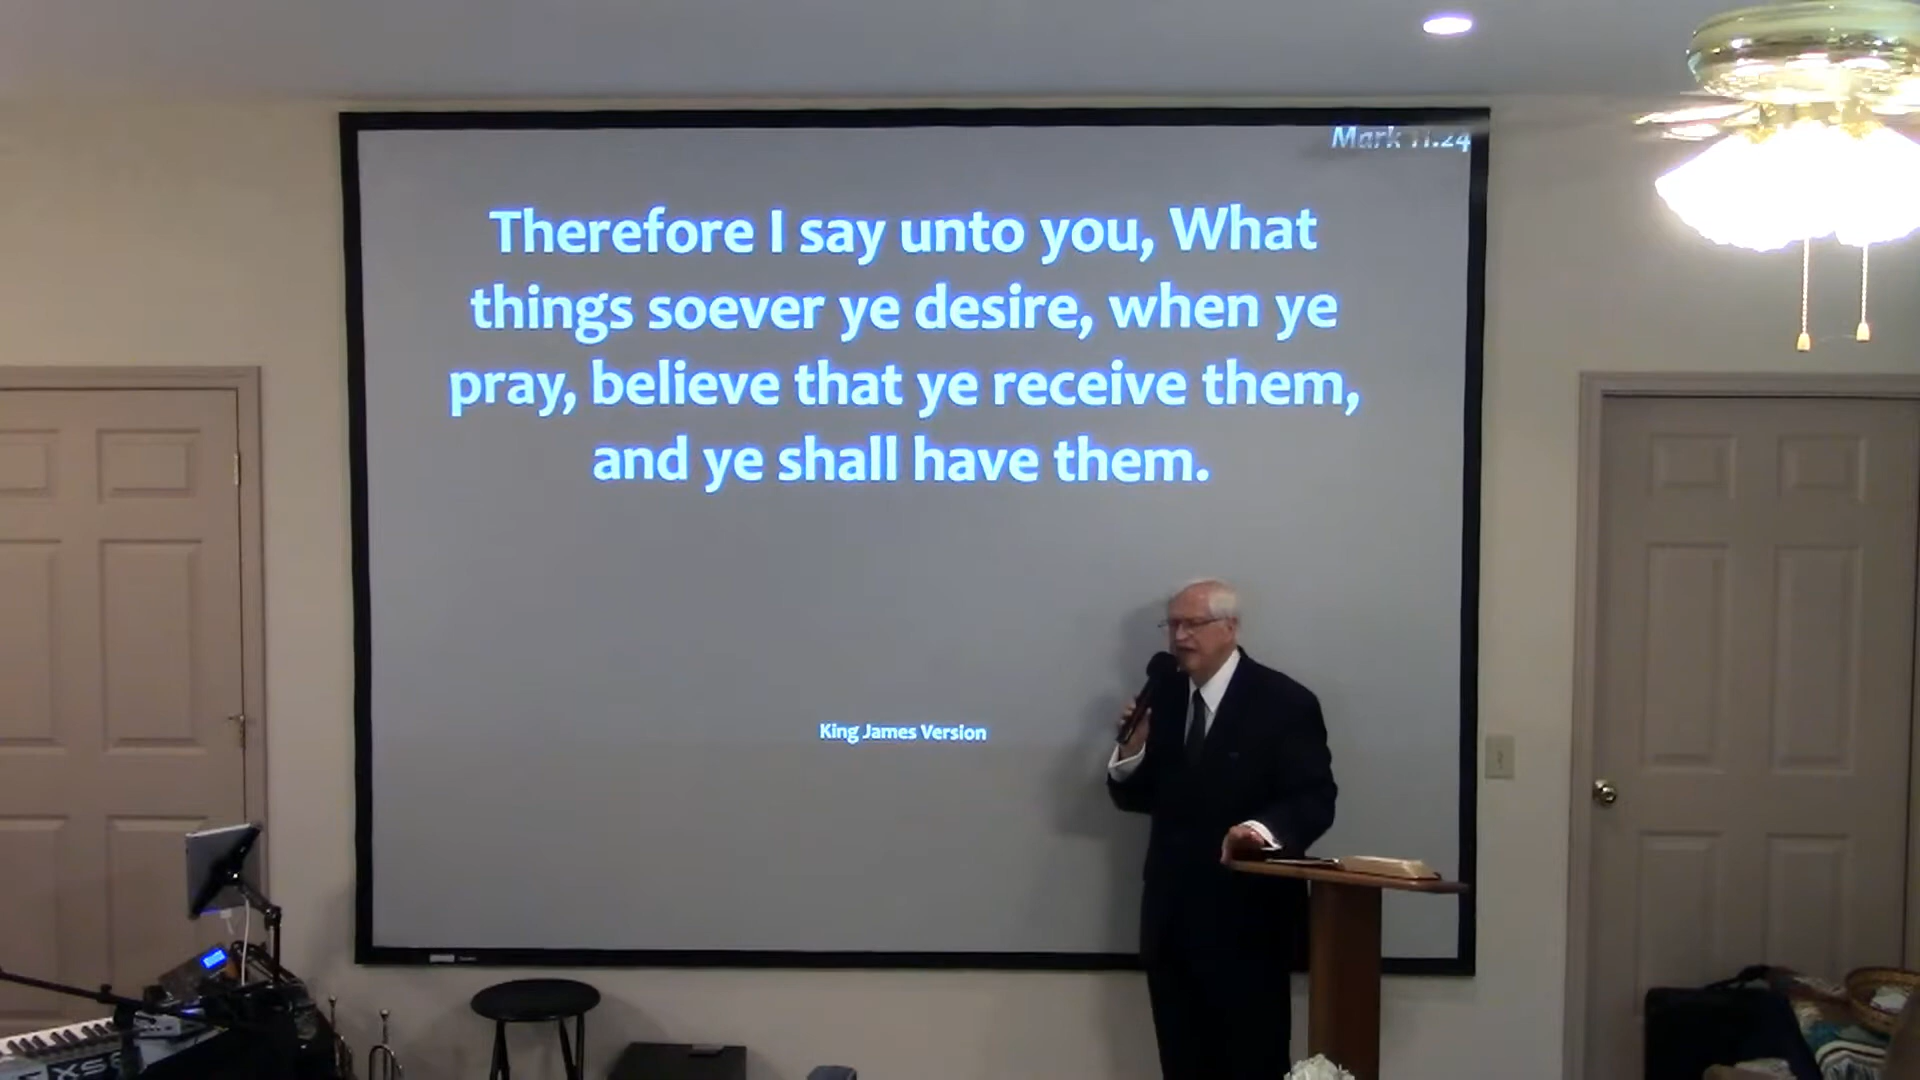 Mark 11:24
Therefore I say unto you, What
things soever ye desire, when ye
pray, believe that ye receive them,
and ye shall have them.
King James Version
XS6